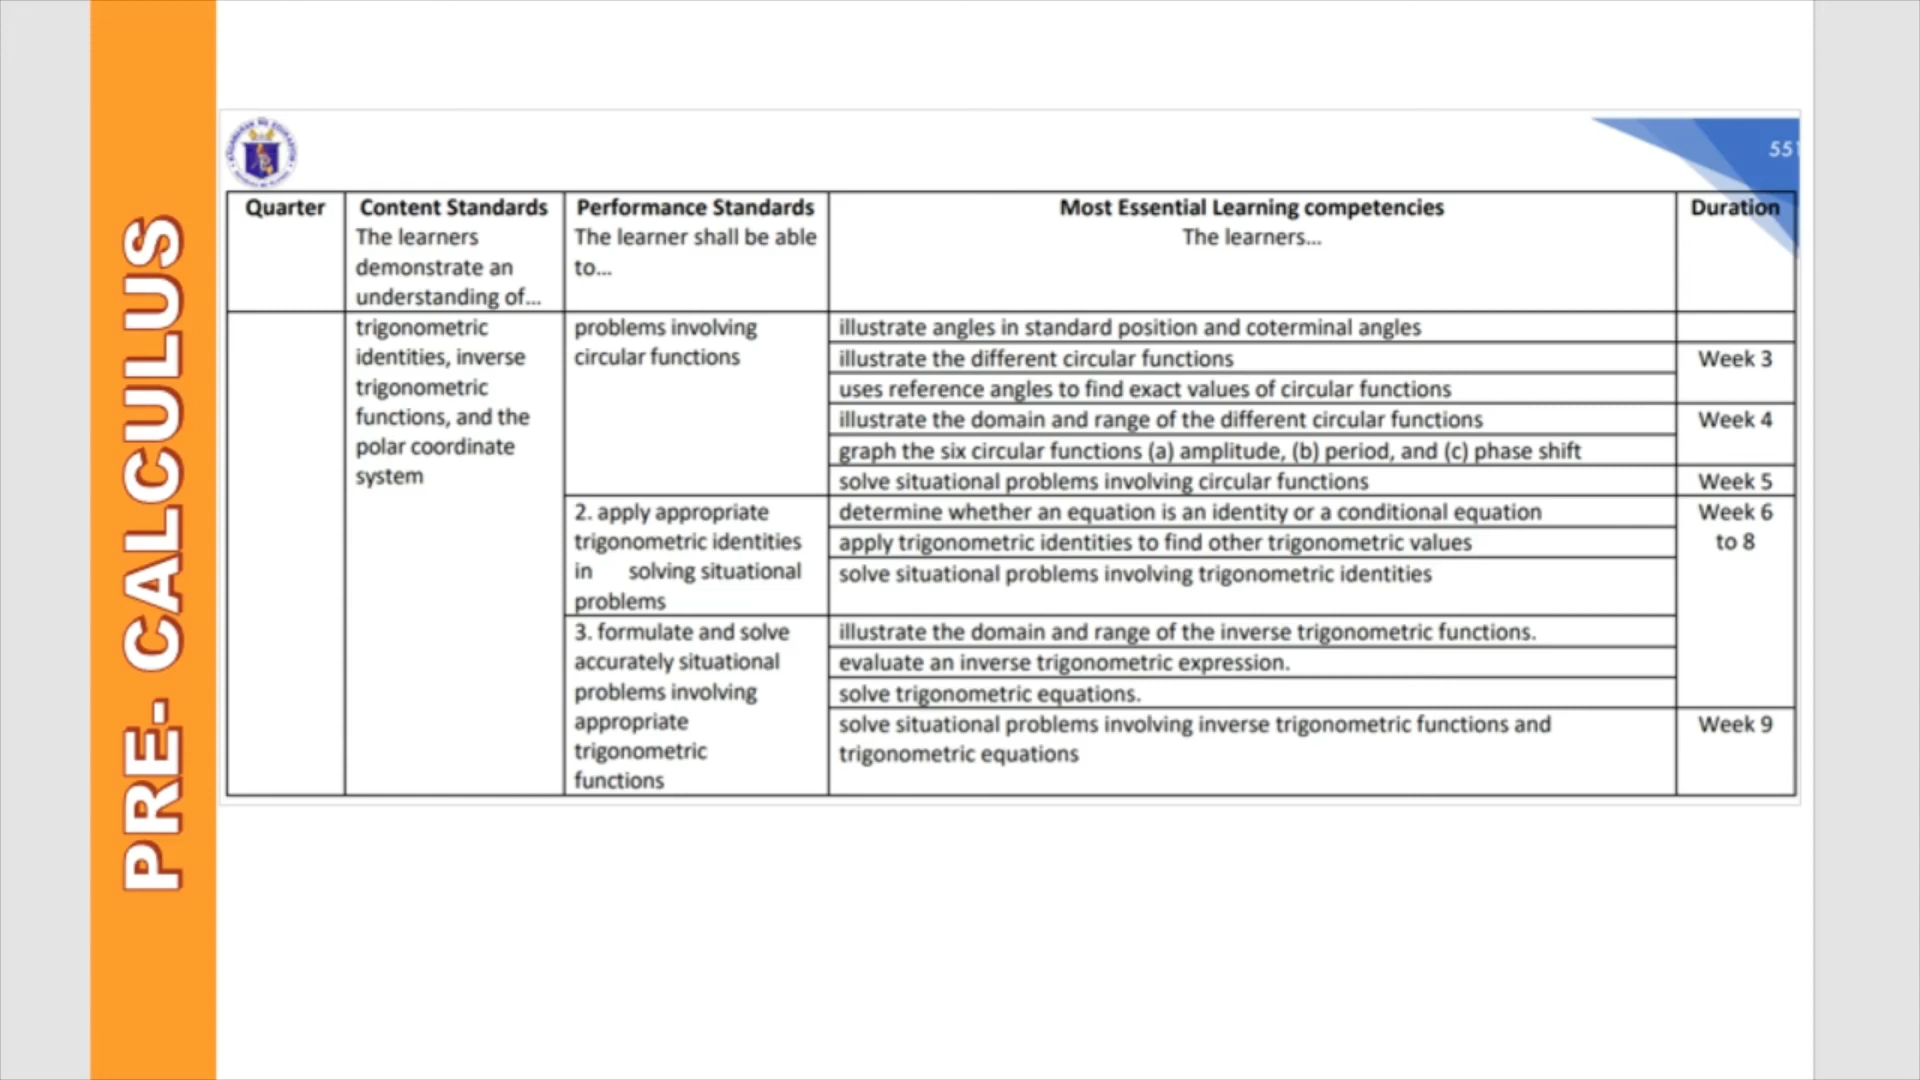 PRE- CALCULUS
551
Quarter
Content Standards
The learners
demonstrate an
understanding of...
Performance Standards
The learner shall be able
to...
Most Essential Learning competencies
The learners...
Duration
trigonometric
identities, inverse
trigonometric
functions, and the
polar coordinate
system
problems involving
circular functions
illustrate angles in standard position and coterminal angles
illustrate the different circular functions
Week 3
uses reference angles to find exact values of circular functions
illustrate the domain and range of the different circular functions
Week 4
graph the six circular functions (a) amplitude, (b) period, and (c) phase shift
solve situational problems involving circular functions
Week 5
2. apply appropriate
trigonometric identities
in solving situational
problems
determine whether an equation is an identity or a conditional equation
Week 6
to 8
apply trigonometric identities to find other trigonometric values
solve situational problems involving trigonometric identities
3. formulate and solve
accurately situational
problems involving
appropriate
trigonometric
functions
illustrate the domain and range of the inverse trigonometric functions.
evaluate an inverse trigonometric expression.
solve trigonometric equations.
solve situational problems involving inverse trigonometric functions and
trigonometric equations
Week 9